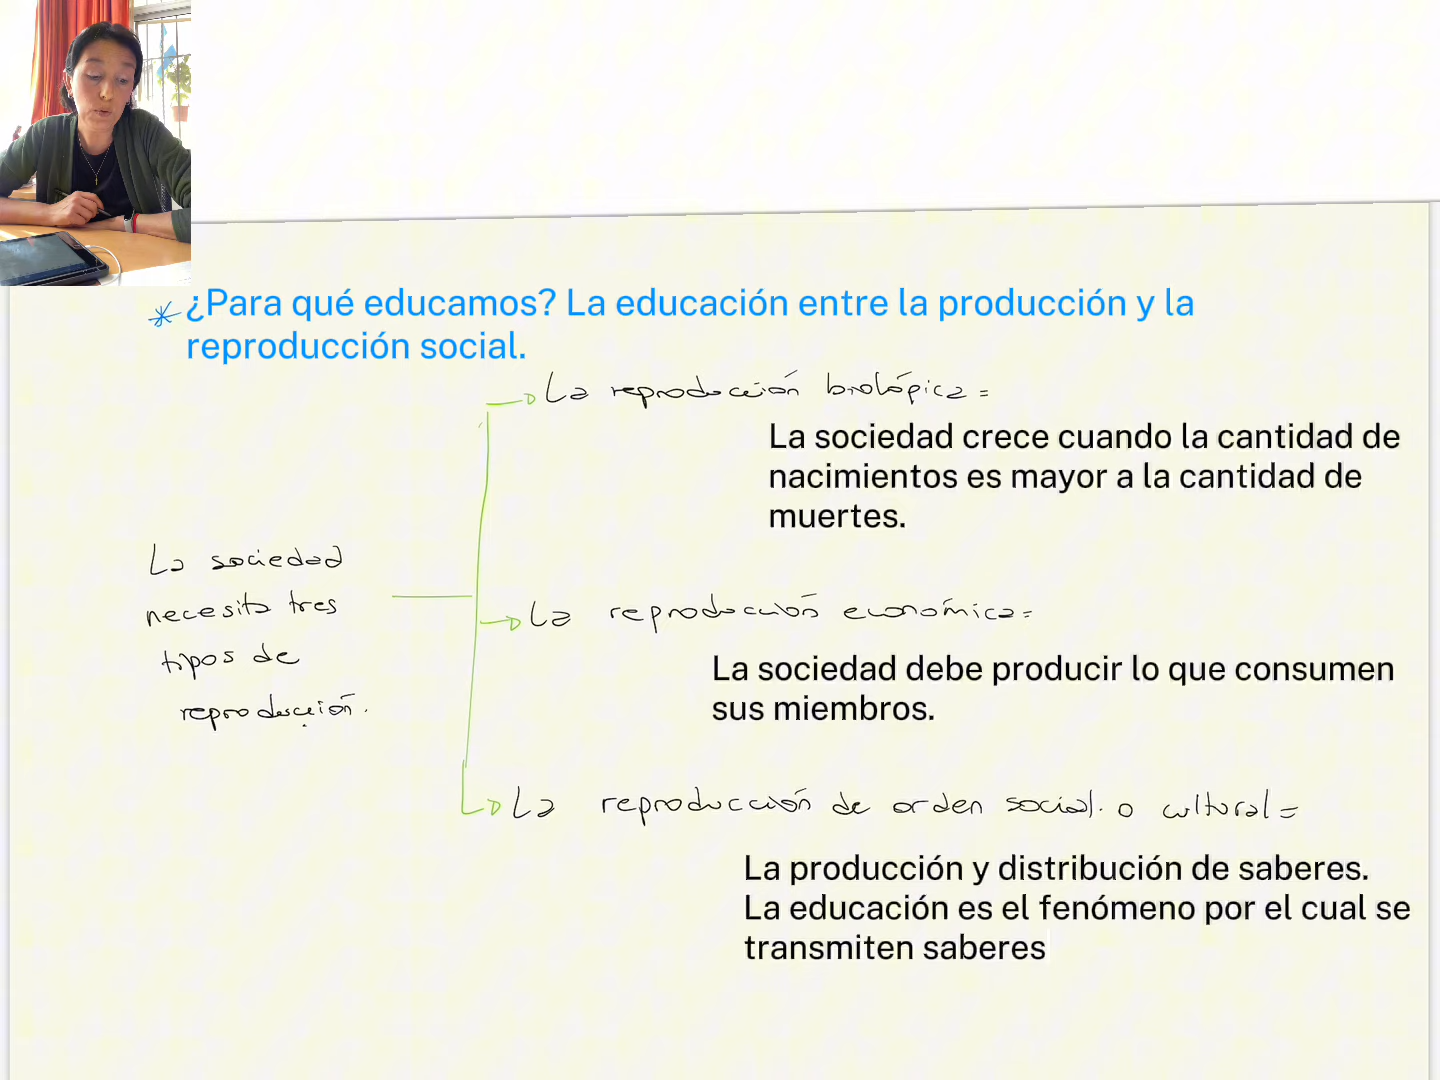 ¿Para qué educamos? La educación entre la producción y la
reproducción social.
La reproducción biológica =
La sociedad crece cuando la cantidad de
nacimientos es mayor a la cantidad de
muertes.
La sociedad
necesita tres
tipos de
reproducción.
La reproducción económica =
La sociedad debe producir lo que consumen
sus miembros.
La reproducción de orden social. o cultural =
La producción y distribución de saberes.
La educación es el fenómeno por el cual se
transmiten saberes